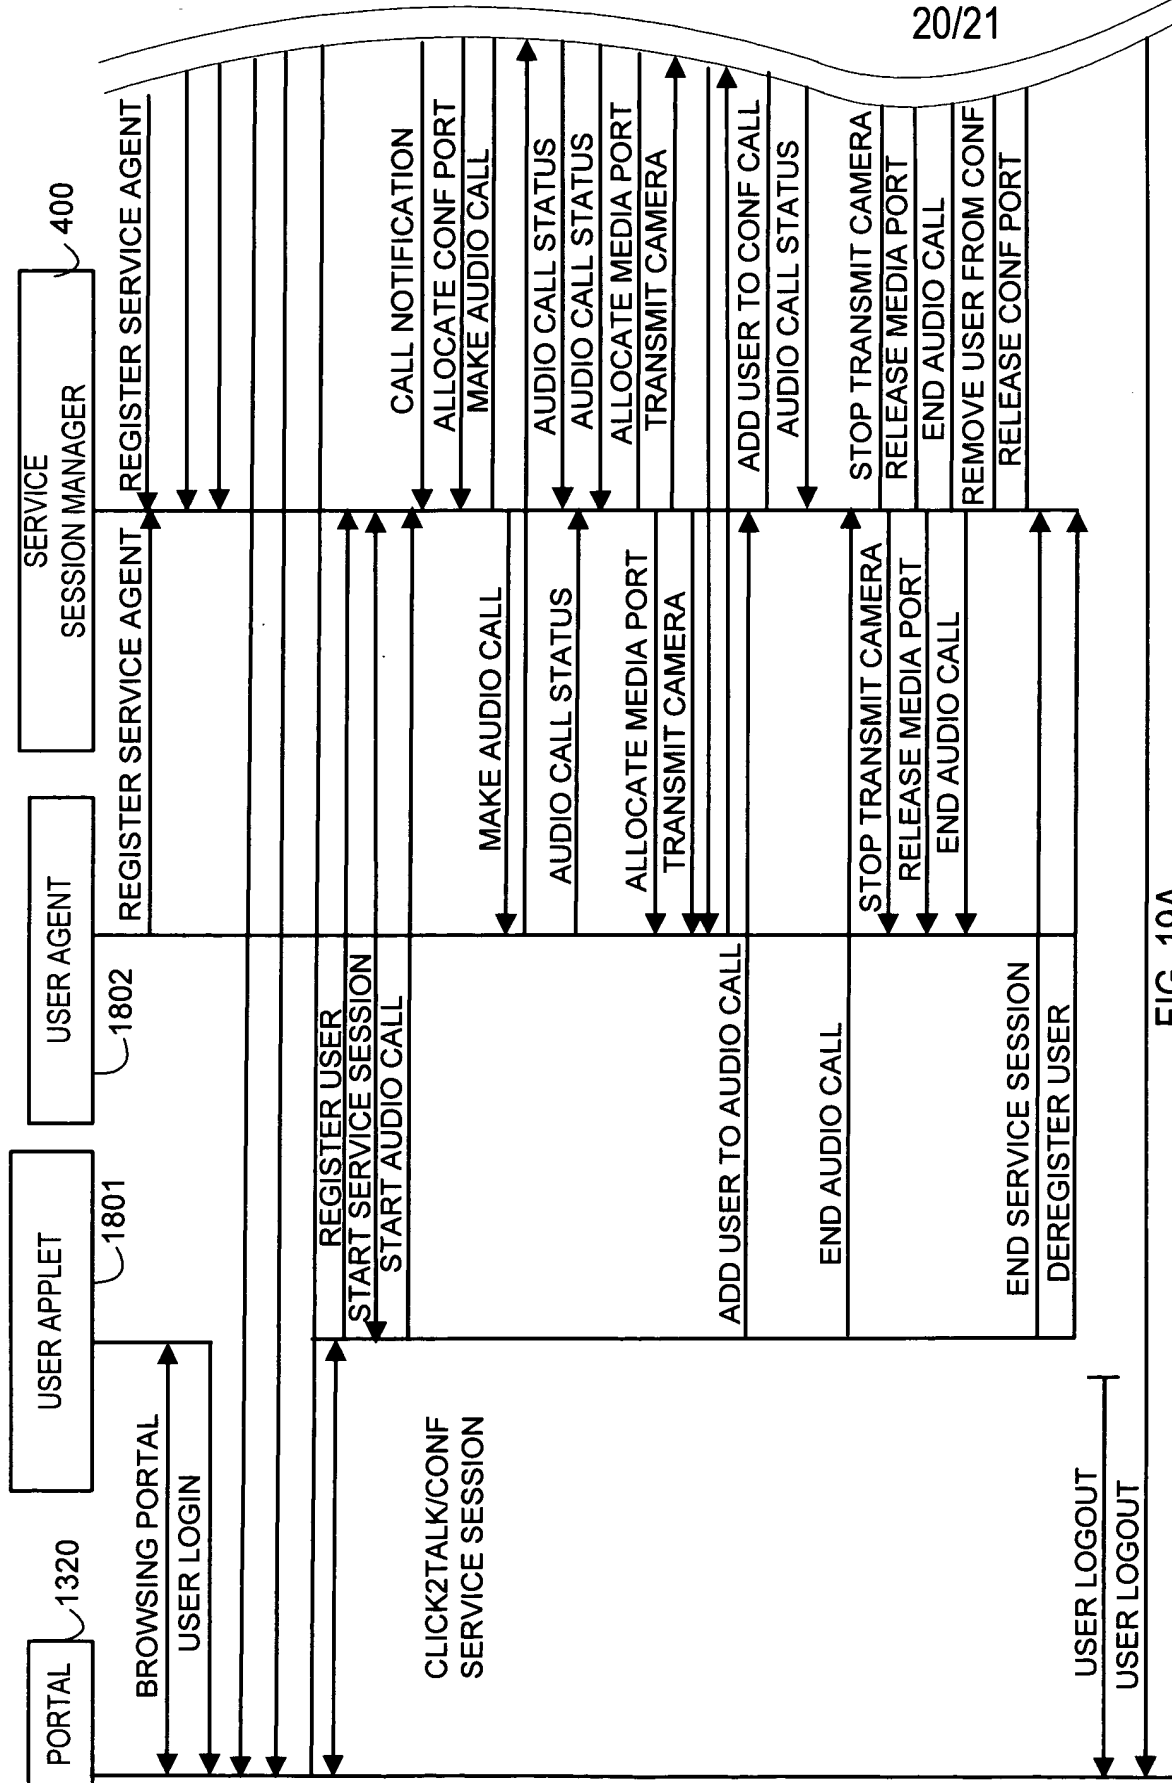 20/21
PORTAL
1320
USER APPLET
1801
USER AGENT
1802
SERVICE
SESSION MANAGER
400
BROWSING PORTAL
USER LOGIN
CLICK2TALK/CONF
SERVICE SESSION
USER LOGOUT
USER LOGOUT
REGISTER USER
START SERVICE SESSION
START AUDIO CALL
ADD USER TO AUDIO CALL
END AUDIO CALL
END SERVICE SESSION
DEREGISTER USER
REGISTER SERVICE AGENT
MAKE AUDIO CALL
AUDIO CALL STATUS
ALLOCATE MEDIA PORT
TRANSMIT CAMERA
STOP TRANSMIT CAMERA
RELEASE MEDIA PORT
END AUDIO CALL
REGISTER SERVICE AGENT
CALL NOTIFICATION
ALLOCATE CONF PORT
MAKE AUDIO CALL
AUDIO CALL STATUS
AUDIO CALL STATUS
ALLOCATE MEDIA PORT
TRANSMIT CAMERA
ADD USER TO CONF CALL
AUDIO CALL STATUS
STOP TRANSMIT CAMERA
RELEASE MEDIA PORT
END AUDIO CALL
REMOVE USER FROM CONF
RELEASE CONF PORT
FIG. 19A